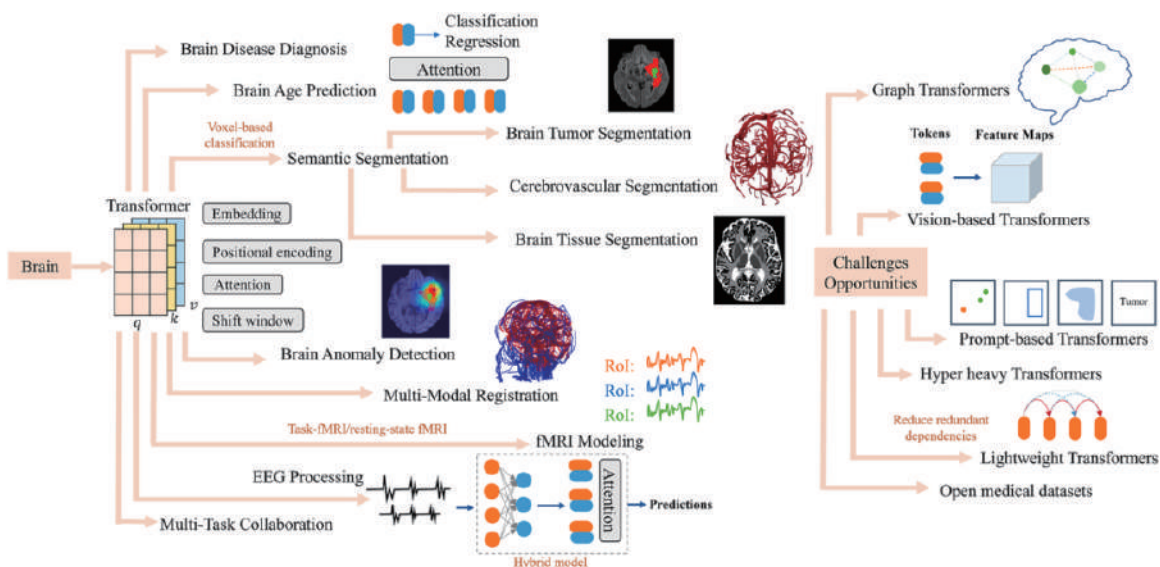 Classification
Regression
Brain Disease Diagnosis
Attention
Brain Age Prediction
Voxel-based
classification
Semantic Segmentation
Brain Tumor Segmentation
Cerebrovascular Segmentation
Brain Tissue Segmentation
Transformer
Embedding
Positional encoding
Attention
Shift window
Brain
q
k
v
Brain Anomaly Detection
Multi-Modal Registration
RoI:
RoI:
RoI:
Task-fMRI/resting-state fMRI
fMRI Modeling
EEG Processing
Attention
Predictions
Multi-Task Collaboration
Hybrid model
Graph Transformers
Tokens
Feature Maps
Vision-based Transformers
Challenges
Opportunities
Tumor
Prompt-based Transformers
Hyper heavy Transformers
Reduce redundant
dependencies
Lightweight Transformers
Open medical datasets